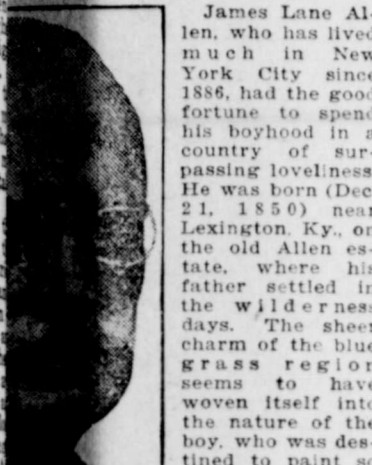 James Lane Al-
len, who has lived
much in New
York City since
1886, had the good
fortune to spend
his boyhood in a
country of sur-
passing loveliness
He was born (Dec
21, 1850) near
Lexington, Ky., on
the old Allen es-
tate, where his
father settled in
the wilderness
days. The sheer
charm of the blue
grass region
seems to have
woven itself into
the nature of the
boy, who was des-
tined to paint so